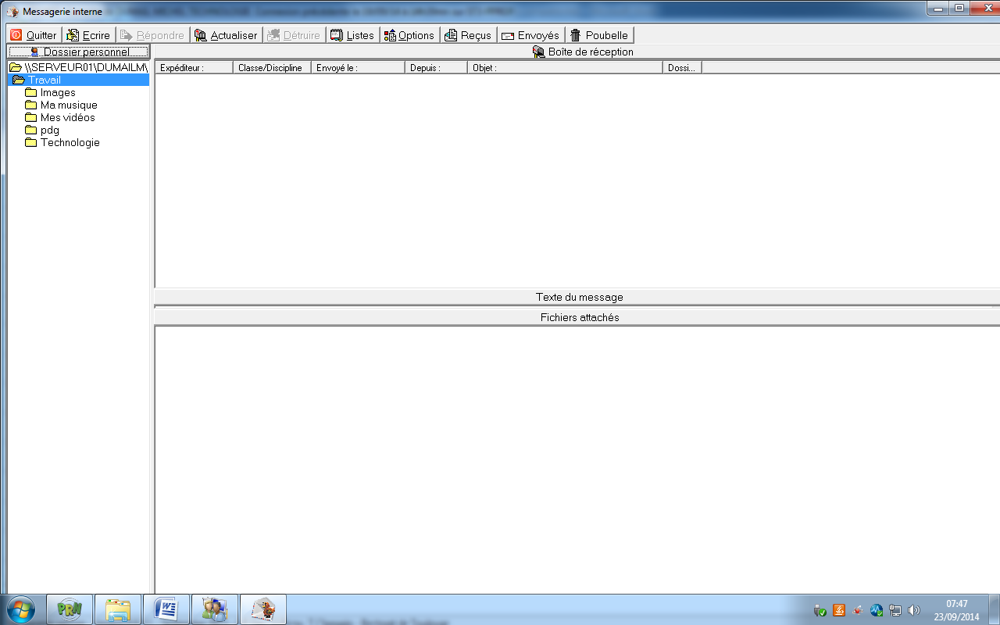 Messagerie interne
Quitter Ecrire Répondre Actualiser Détruire Listes Options Reçus Envoyés Poubelle
Dossier personnel
Boîte de réception
\\SERVEUR01\DUMAILM\
Expéditeur : Classe/Discipline Envoyé le : Depuis : Objet : Dossi...
Travail
Images
Ma musique
Mes vidéos
pdg
Technologie
Texte du message
Fichiers attachés
PRN
07:47
23/09/2014